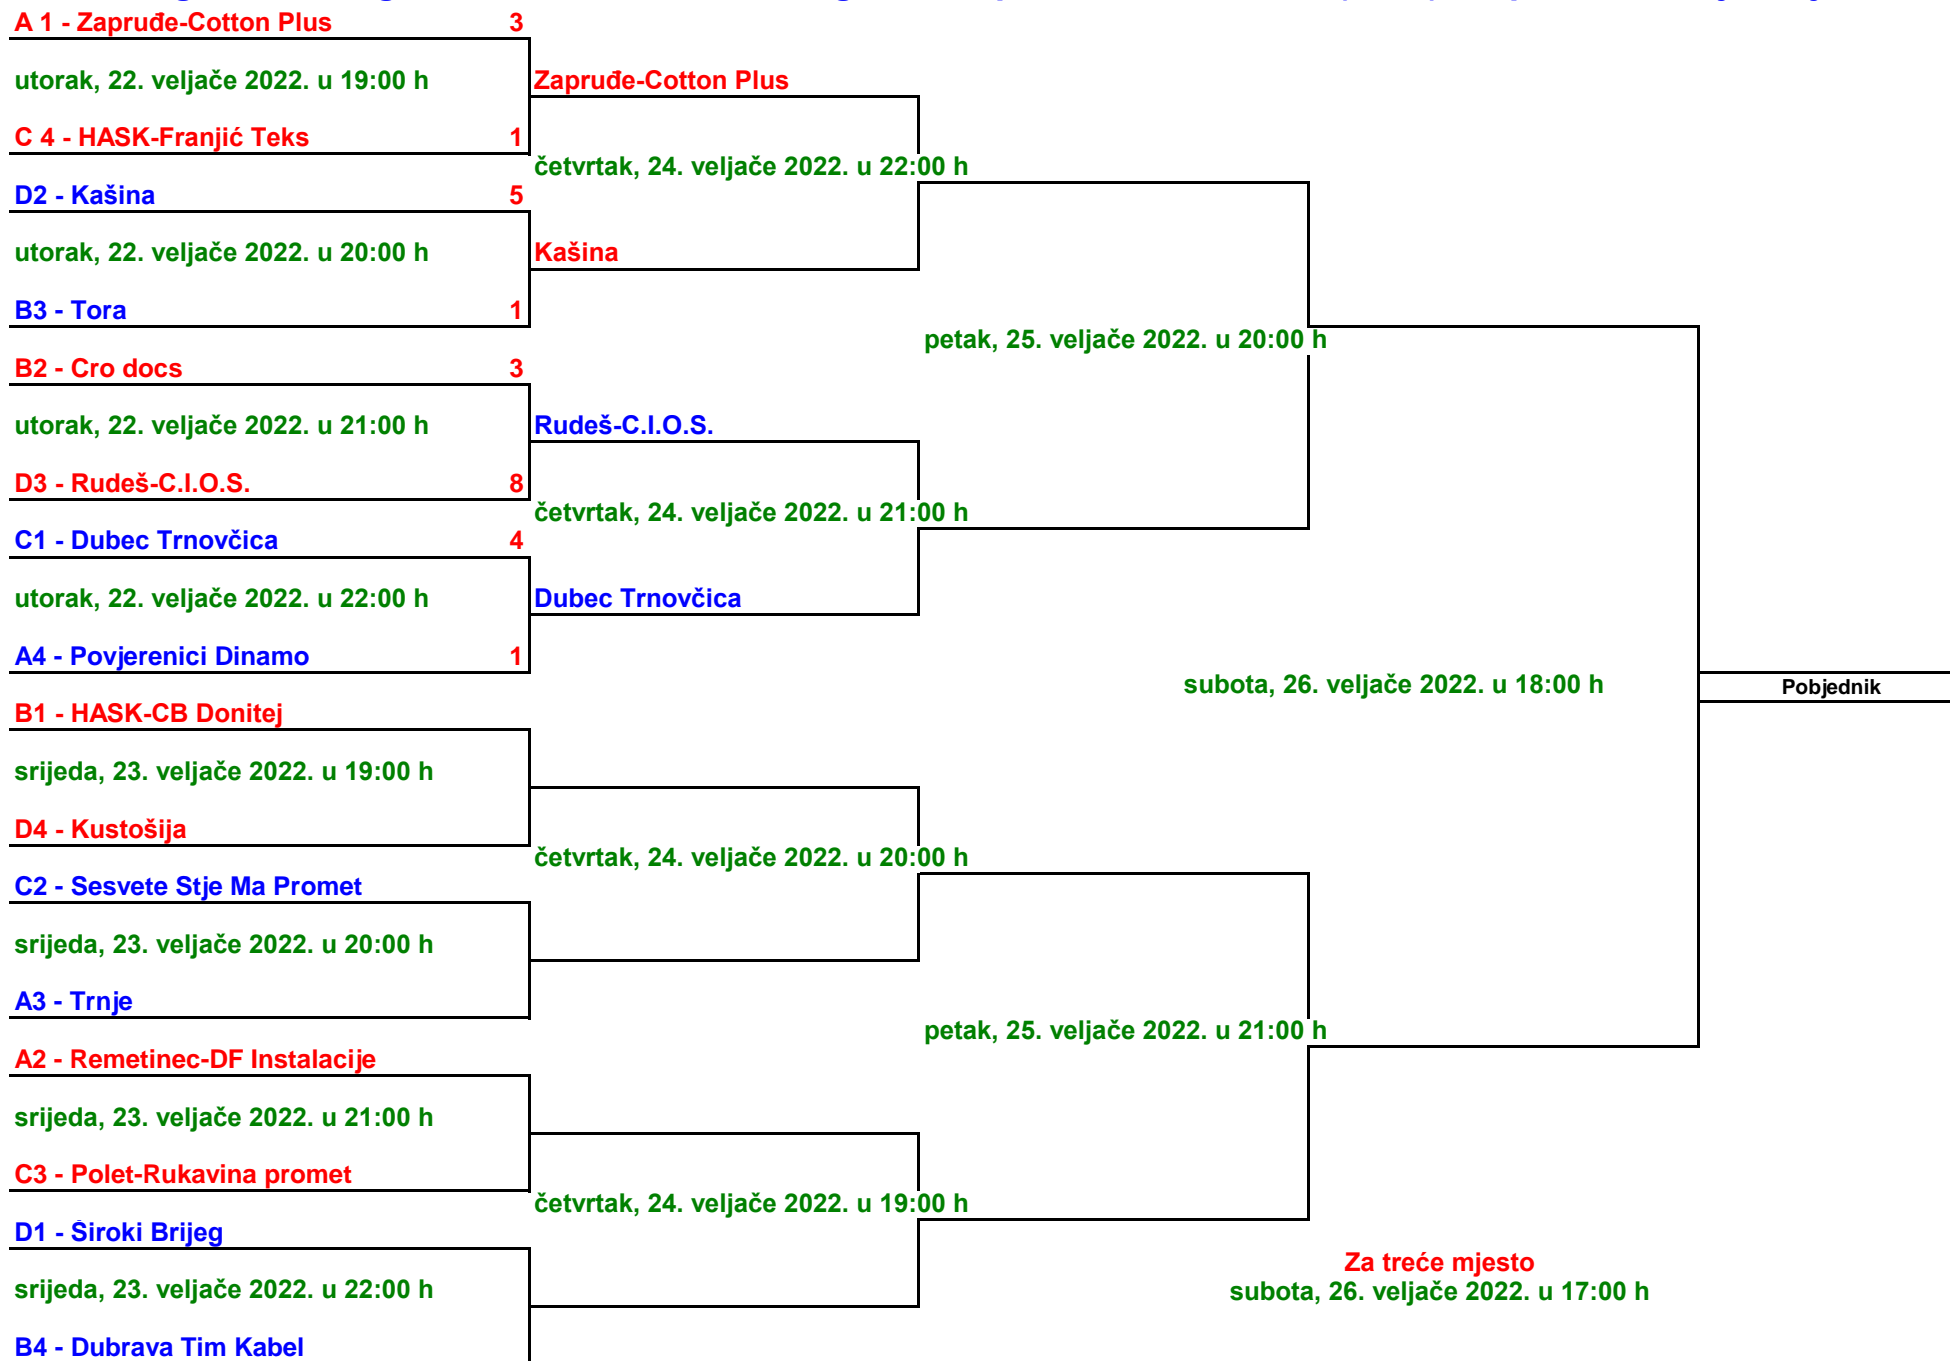 A 1 - Zapruđe-Cotton Plus 3
utorak, 22. veljače 2022. u 19:00 h
Zapruđe-Cotton Plus
C 4 - HASK-Franjić Teks 1
četvrtak, 24. veljače 2022. u 22:00 h
D2 - Kašina 5
utorak, 22. veljače 2022. u 20:00 h
Kašina
B3 - Tora 1
petak, 25. veljače 2022. u 20:00 h
B2 - Cro docs 3
utorak, 22. veljače 2022. u 21:00 h
Rudeš-C.I.O.S.
D3 - Rudeš-C.I.O.S. 8
četvrtak, 24. veljače 2022. u 21:00 h
C1 - Dubec Trnovčica 4
utorak, 22. veljače 2022. u 22:00 h
Dubec Trnovčica
A4 - Povjerenici Dinamo 1
subota, 26. veljače 2022. u 18:00 h
Pobjednik
B1 - HASK-CB Donitej
srijeda, 23. veljače 2022. u 19:00 h
D4 - Kustošija
četvrtak, 24. veljače 2022. u 20:00 h
C2 - Sesvete Stje Ma Promet
srijeda, 23. veljače 2022. u 20:00 h
A3 - Trnje
petak, 25. veljače 2022. u 21:00 h
A2 - Remetinec-DF Instalacije
srijeda, 23. veljače 2022. u 21:00 h
C3 - Polet-Rukavina promet
četvrtak, 24. veljače 2022. u 19:00 h
D1 - Široki Brijeg
Za treće mjesto
srijeda, 23. veljače 2022. u 22:00 h
subota, 26. veljače 2022. u 17:00 h
B4 - Dubrava Tim Kabel